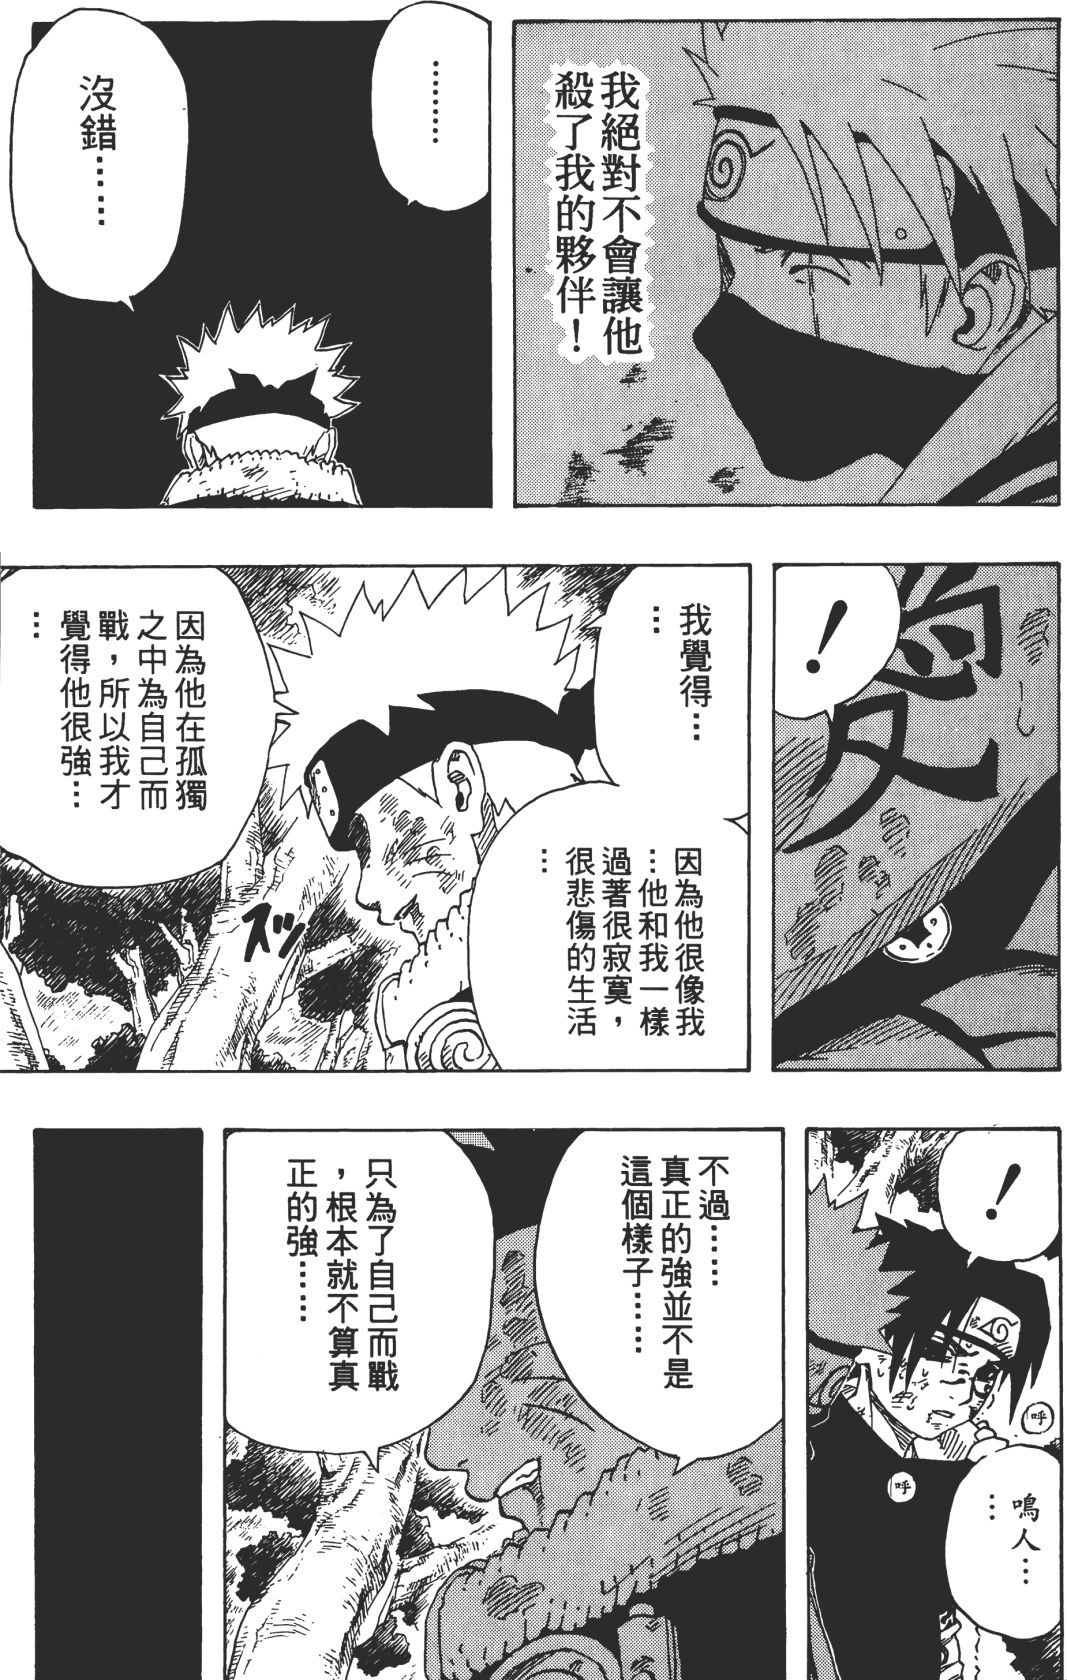 我絕對不會讓他
殺了我的夥伴！
………
沒錯……
！
愛
我覺得…
…
因為他很像我
…他和我一樣
過著很寂寞，
很悲傷的生活
…
因為他在孤獨
之中為自己而
戰，所以我才
覺得他很強…
…
ズッ
！
呼
呼
鳴人…
…
不過……
真正的強並不是
這個樣子……
只為了自己而戰
，根本就不算真
正的強……